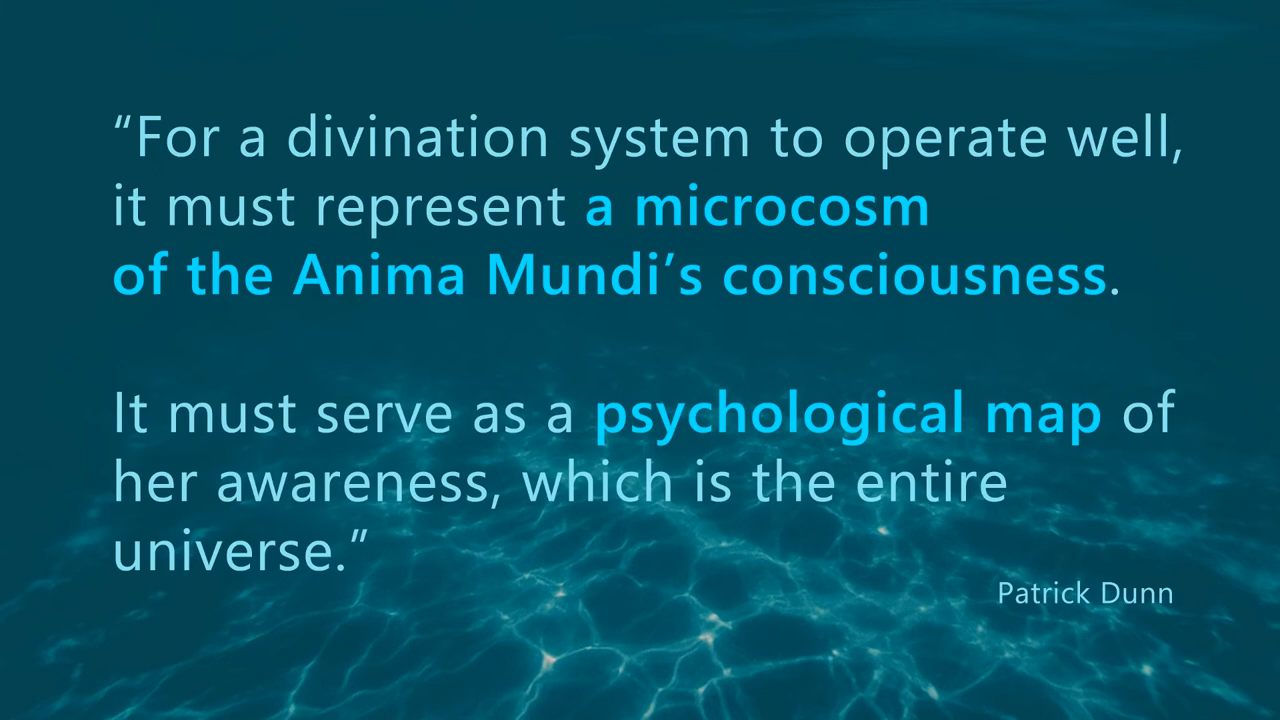 “For a divination system to operate well,
it must represent a microcosm
of the Anima Mundi’s consciousness.
It must serve as a psychological map of
her awareness, which is the entire
universe.”
Patrick Dunn